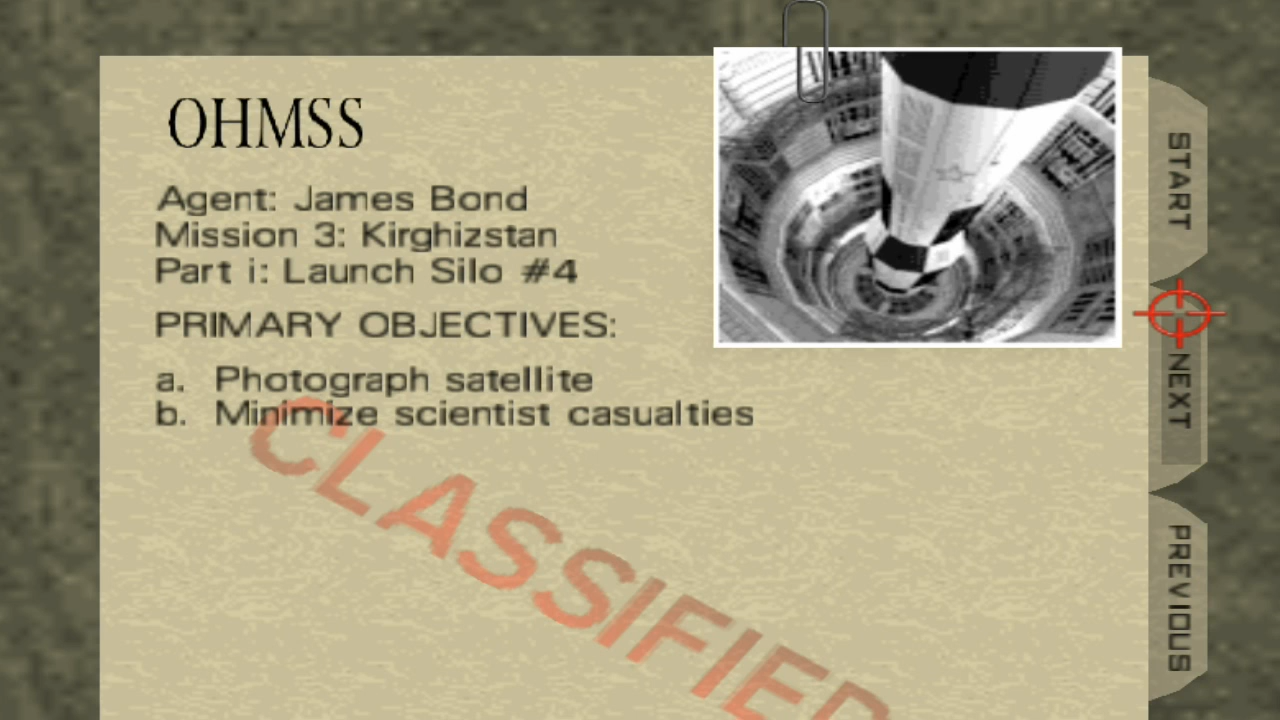 OHMSS
Agent: James Bond
Mission 3: Kirghizstan
Part i: Launch Silo #4
PRIMARY OBJECTIVES:
a. Photograph satellite
b. Minimize scientist casualties
CLASSIFIED
START
NEXT
PREVIOUS